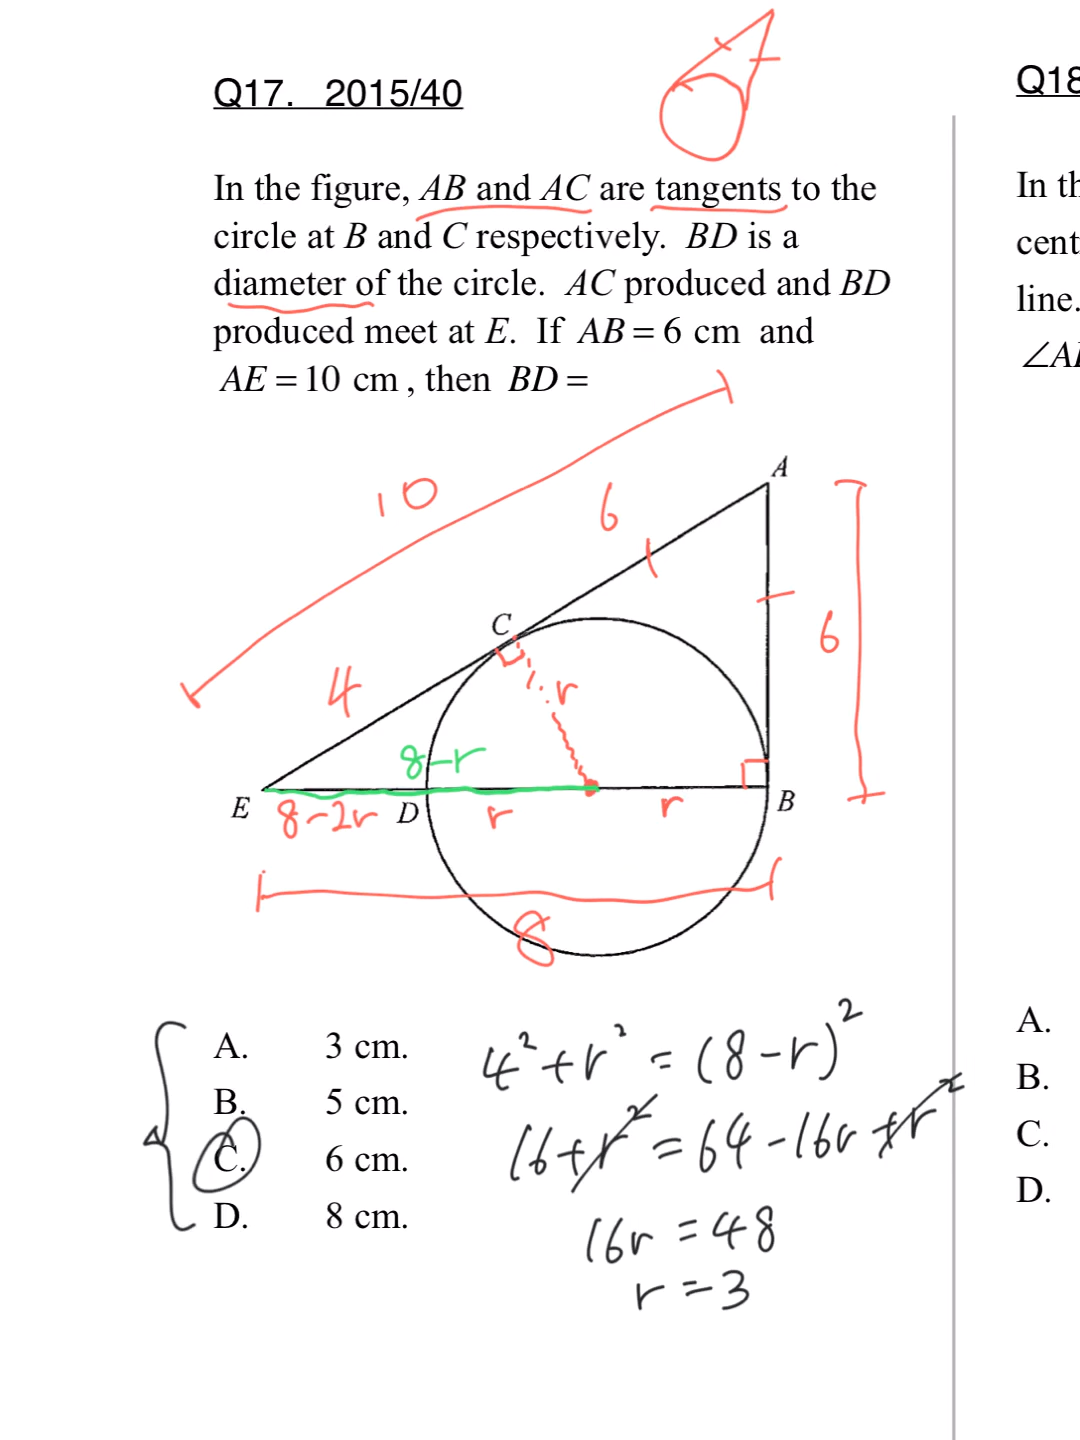 Q17. 2015/40
In the figure, AB and AC are tangents to the
circle at B and C respectively. BD is a
diameter of the circle. AC produced and BD
produced meet at E. If AB = 6 cm and
AE = 10 cm , then BD =
10
A
6
6
C
4
r
8-r
E
8-2r
D
r
r
B
8
A. 3 cm.
B. 5 cm.
C. 6 cm.
D. 8 cm.
4² + r² = (8-r)²
16 + r² = 64 - 16r + r²
16r = 48
r = 3
Q18
In th
cent
line.
A.
B.
C.
D.